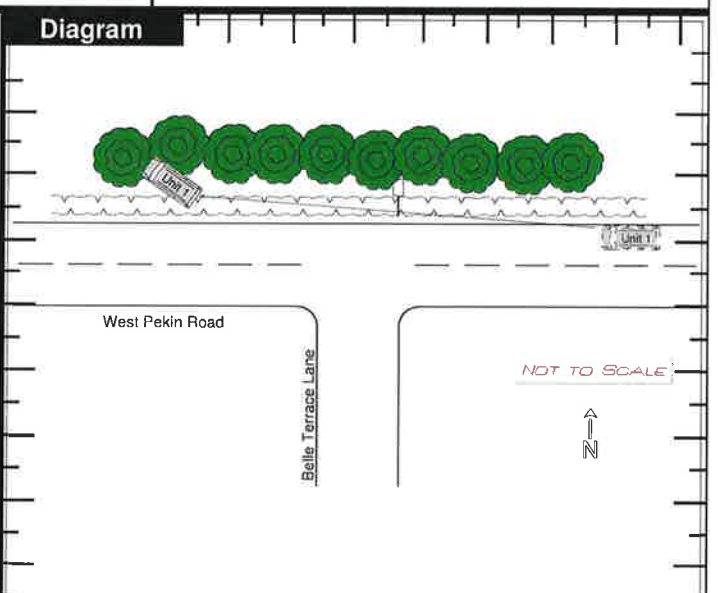 Diagram
Unit 1
Unit 1
West Pekin Road
Belle Terrace Lane
NOT TO SCALE
N